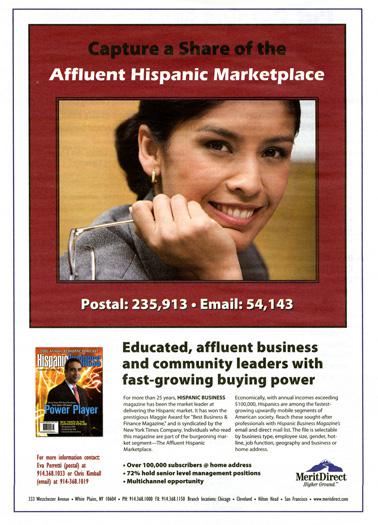 Capture a Share of the
Affluent Hispanic Marketplace
Postal: 235,913 • Email: 54,143
Hispanic Business
Power Player
Educated, affluent business
and community leaders with
fast-growing buying power
For more than 25 years, HISPANIC BUSINESS
magazine has been the market leader at
delivering the Hispanic market. It has won the
prestigious Maggie Award for "Best Business &
Finance Magazine," and is syndicated by the
New York Times Company. Individuals who read
this magazine are part of the burgeoning mar-
ket segment—The Affluent Hispanic
Marketplace.
Economically, with annual incomes exceeding
$100,000, Hispanics are among the fastest-
growing upwardly mobile segments of
American society. Reach these sought-after
professionals with Hispanic Business Magazine's
email and direct mail list. The file is selectable
by business type, employee size, gender, hot-
line, job function, geography and business or
home address.
• Over 100,000 subscribers @ home address
• 72% hold senior level management positions
• Multichannel opportunity
For more information contact:
Eva Perretti (postal) at
914.368.1033 or Chris Kimball
(email) at 914.368.1019
MeritDirect
Higher Ground.™
333 Westchester Avenue • White Plains, NY 10604 • PH: 914.368.1000 FX: 914.368.1150 Branch locations: Chicago • Cleveland • Hilton Head • San Francisco • www.meritdirect.com